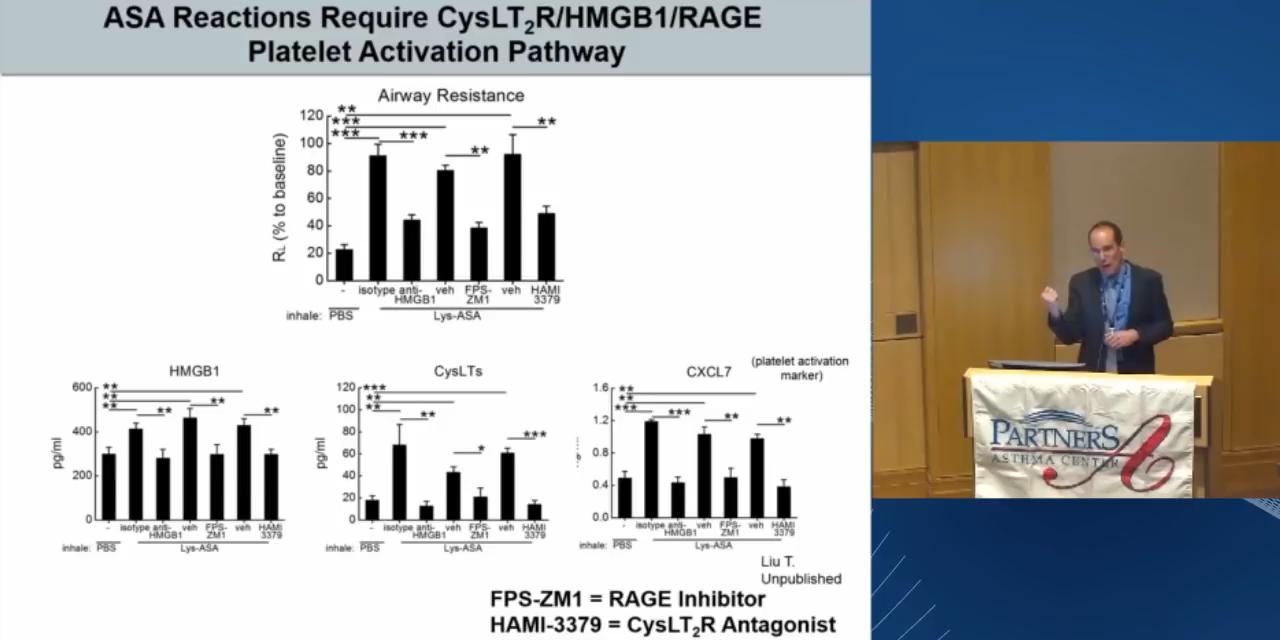 ASA Reactions Require CysLT₂R/HMGB1/RAGE
Platelet Activation Pathway
Airway Resistance
R_L (% to baseline)
120
100
80
60
40
20
0
**
***
***
***
**
**
- isotype anti-HMGB1 veh FPS-ZM1 veh HAMI 3379
inhale: PBS Lys-ASA
HMGB1
pg/ml
600
400
200
0
**
**
**
**
**
**
- isotype anti-HMGB1 veh FPS-ZM1 veh HAMI 3379
inhale: PBS Lys-ASA
CysLTs
pg/ml
120
100
80
60
40
20
0
***
**
**
**
*
***
- isotype anti-HMGB1 veh FPS-ZM1 veh HAMI 3379
inhale: PBS Lys-ASA
CXCL7
(platelet activation
marker)
1.6
1.2
0.8
0.4
0.0
**
**
***
***
**
**
- isotype anti-HMGB1 veh FPS-ZM1 veh HAMI 3379
inhale: PBS Lys-ASA
Liu T.
Unpublished
FPS-ZM1 = RAGE Inhibitor
HAMI-3379 = CysLT₂R Antagonist
PARTNERS
ASTHMA CENTER
A